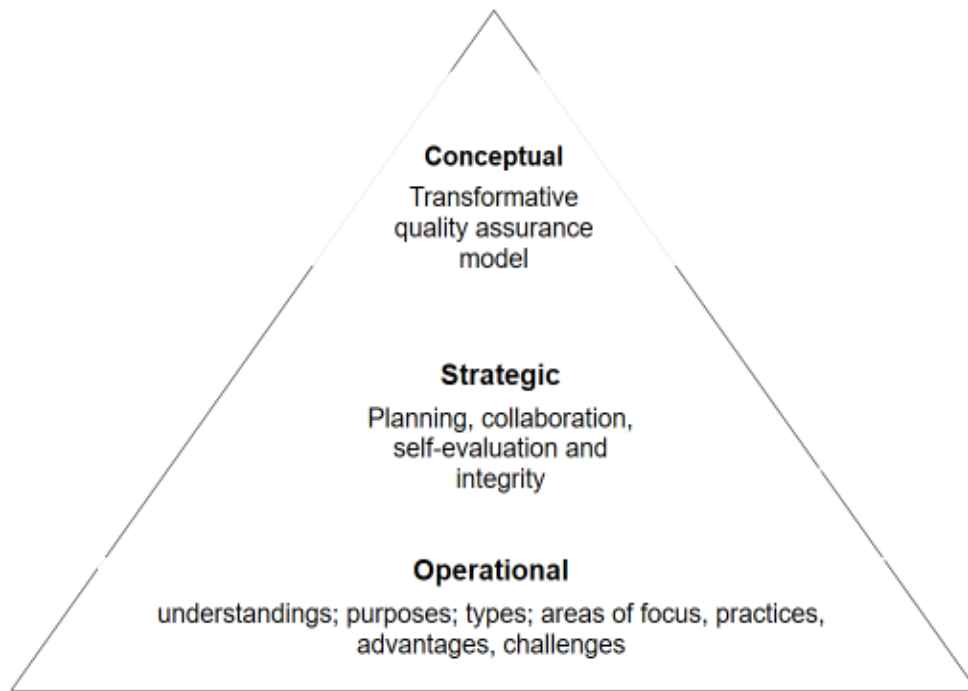 Conceptual
Transformative
quality assurance
model
Strategic
Planning, collaboration,
self-evaluation and
integrity
Operational
understandings; purposes; types; areas of focus, practices,
advantages, challenges